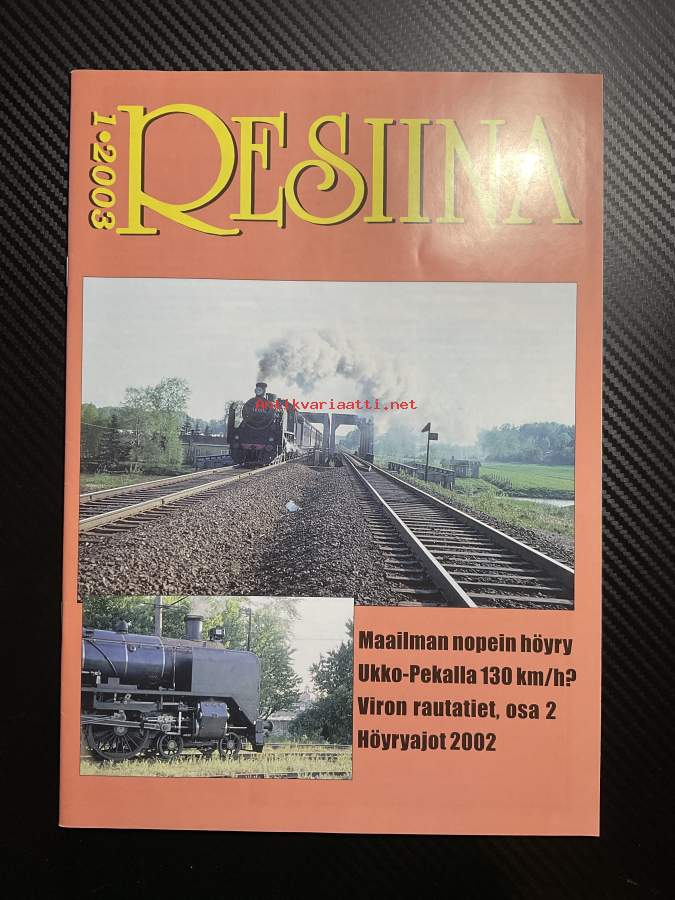 1•2003
RESIINA
Antikvariaatti.net
Maailman nopein höyry
Ukko-Pekalla 130 km/h?
Viron rautatiet, osa 2
Höyryajot 2002